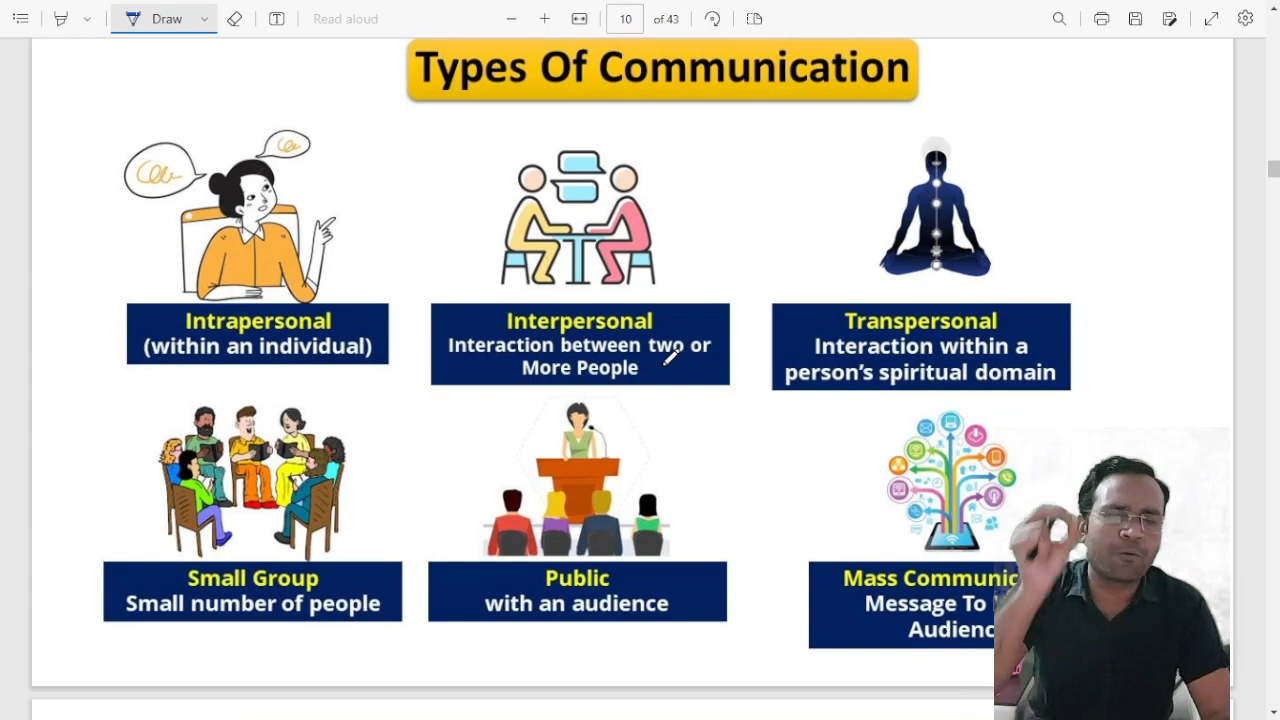 Draw
Read aloud
10 of 43
Types Of Communication
Intrapersonal
(within an individual)
Interpersonal
Interaction between two or
More People
Transpersonal
Interaction within a
person's spiritual domain
Small Group
Small number of people
Public
with an audience
Mass
Message To